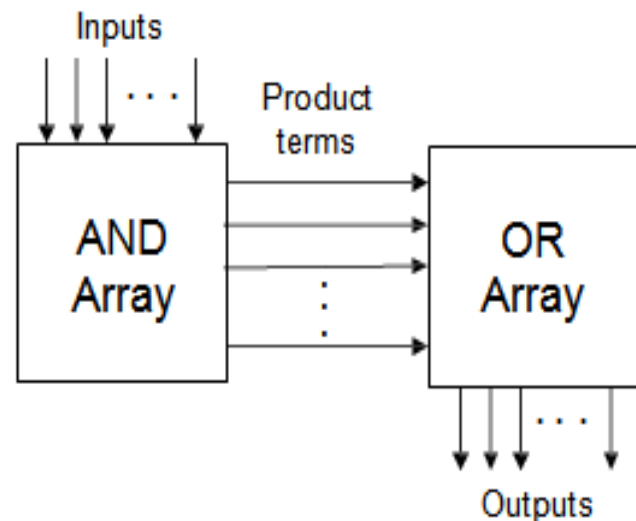 Inputs
Product
terms
AND
Array
OR
Array
Outputs